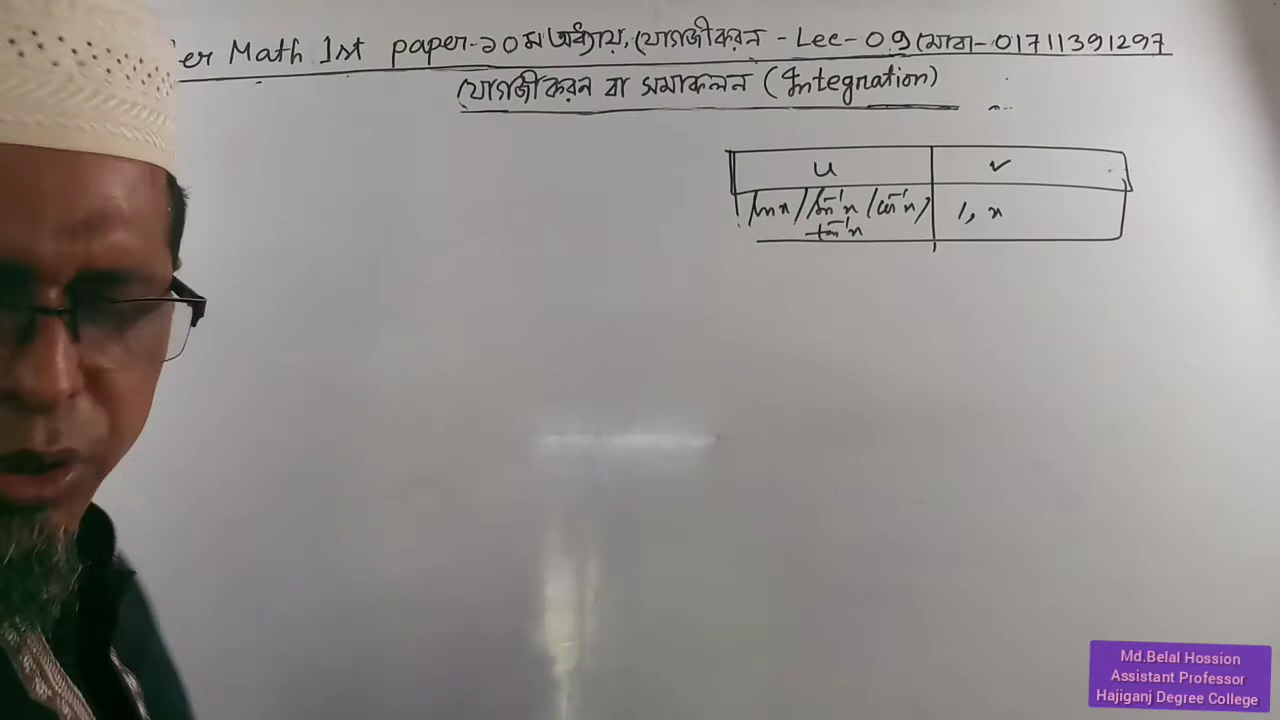 er Math 1st paper-১০ম অধ্যায়, যোগজীকরন - Lec-09 (মোবা- 01711391297
যোগজীকরন বা সমাকলন (Integration)
u v
lnx / sin⁻¹x / cos⁻¹x / 1, x
tan⁻¹x
Md.Belal Hossion
Assistant Professor
Hajiganj Degree College